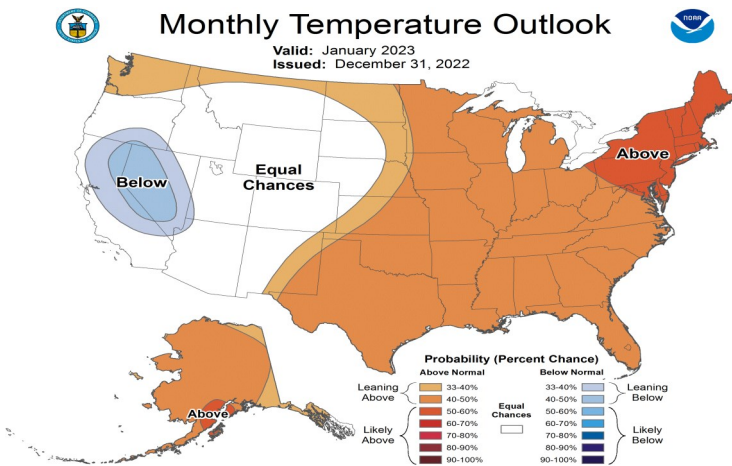 Monthly Temperature Outlook
NOAA
Valid: January 2023
Issued: December 31, 2022
Above
Equal
Chances
Below
Above
Probability (Percent Chance)
Above Normal
Below Normal
Leaning
Above
33-40%
40-50%
Likely
Above
50-60%
60-70%
70-80%
80-90%
90-100%
Equal
Chances
33-40%
40-50%
Leaning
Below
50-60%
60-70%
70-80%
80-90%
90-100%
Likely
Below